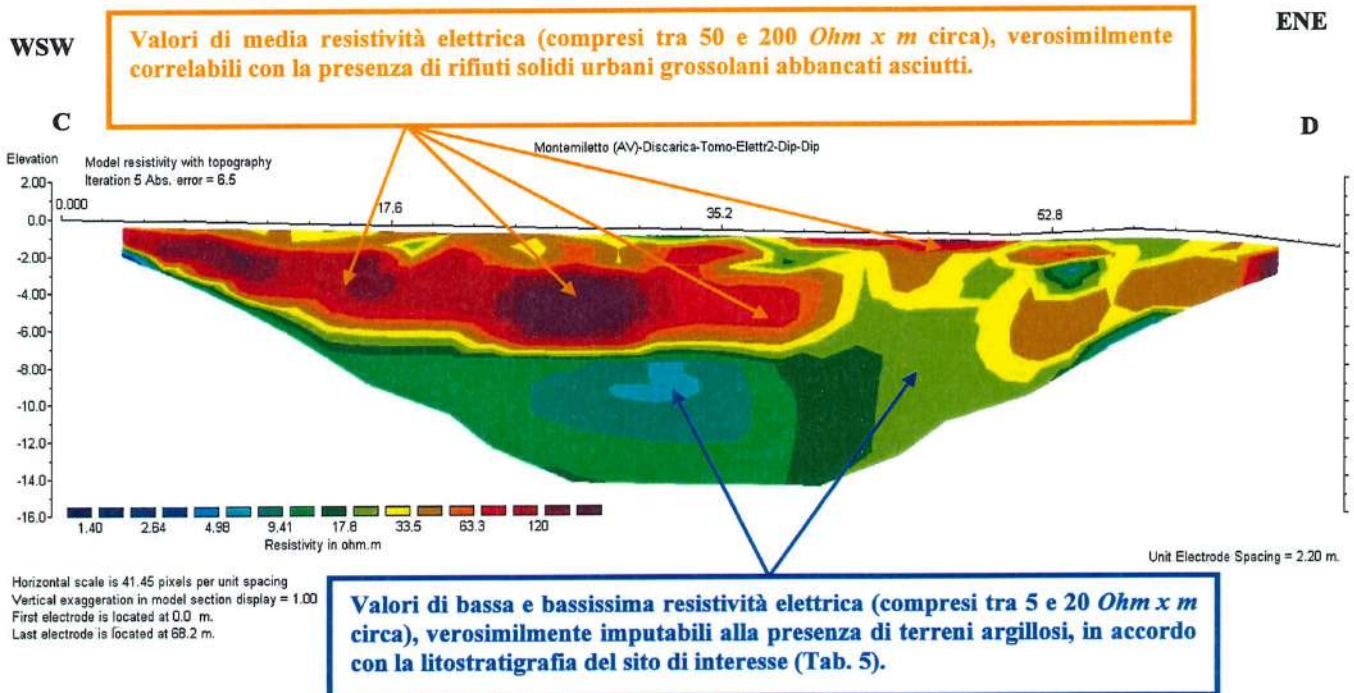 WSW
ENE
Valori di media resistività elettrica (compresi tra 50 e 200 Ohm x m circa), verosimilmente
correlabili con la presenza di rifiuti solidi urbani grossolani abbancati asciutti.
C
D
Elevation
Model resistivity with topography
Iteration 5 Abs. error = 6.5
Montemiletto (AV)-Discarica-Tomo-Elettr2-Dip-Dip
2.00
0.0
-2.00
-4.00
-6.00
-8.00
-10.0
-12.0
-14.0
-16.0
0.000
17.6
35.2
52.8
1.40 2.64 4.98 9.41 17.8 33.5 63.3 120
Resistivity in ohm.m
Unit Electrode Spacing = 2.20 m.
Horizontal scale is 41.45 pixels per unit spacing
Vertical exaggeration in model section display = 1.00
First electrode is located at 0.0 m.
Last electrode is located at 68.2 m.
Valori di bassa e bassissima resistività elettrica (compresi tra 5 e 20 Ohm x m
circa), verosimilmente imputabili alla presenza di terreni argillosi, in accordo
con la litostratigrafia del sito di interesse (Tab. 5).